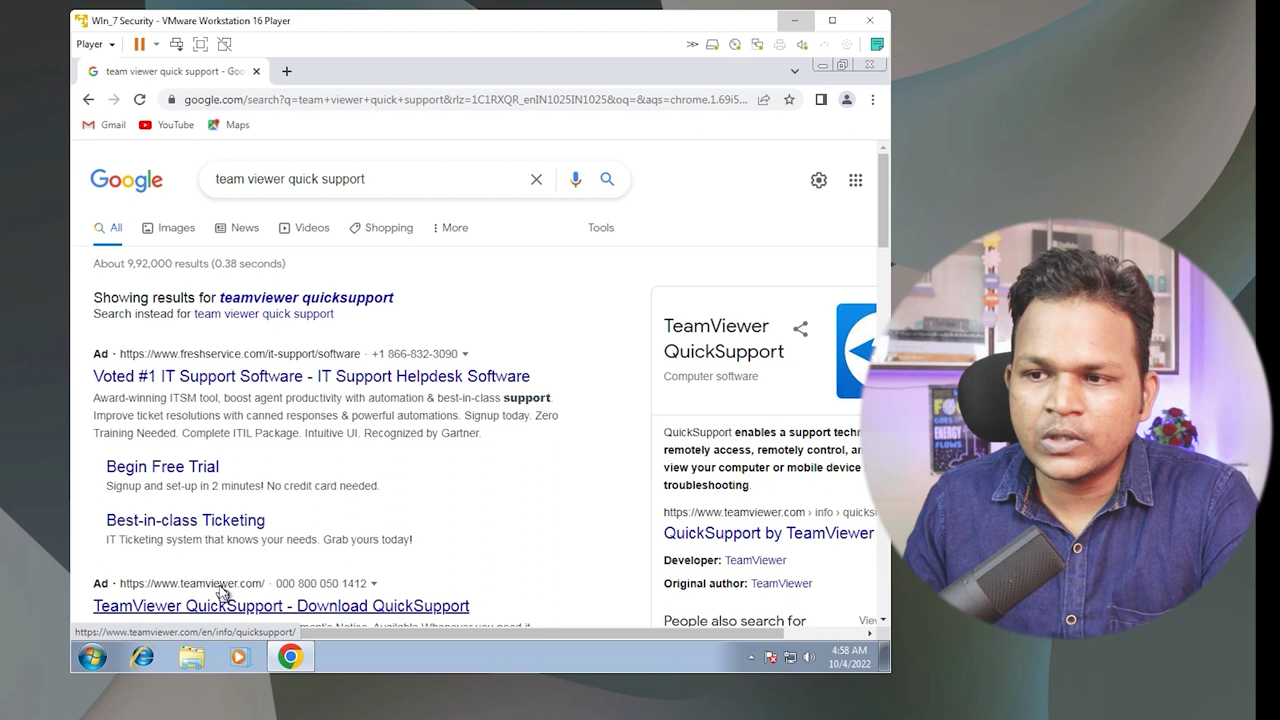 WIn_7 Security - VMware Workstation 16 Player
Player
team viewer quick support - Goo
google.com/search?q=team+viewer+quick+support&rlz=1C1RXQR_enIN1025IN1025&oq=&aqs=chrome.1.69i5...
Gmail YouTube Maps
Google
team viewer quick support
All Images News Videos Shopping More Tools
About 9,92,000 results (0.38 seconds)
Showing results for teamviewer quicksupport
Search instead for team viewer quick support
Ad · https://www.freshservice.com/it-support/software · +1 866-832-3090
Voted #1 IT Support Software - IT Support Helpdesk Software
Award-winning ITSM tool, boost agent productivity with automation & best-in-class support.
Improve ticket resolutions with canned responses & powerful automations. Signup today. Zero
Training Needed. Complete ITIL Package. Intuitive UI. Recognized by Gartner.
Begin Free Trial
Signup and set-up in 2 minutes! No credit card needed.
Best-in-class Ticketing
IT Ticketing system that knows your needs. Grab yours today!
Ad · https://www.teamviewer.com/ · 000 800 050 1412
TeamViewer QuickSupport - Download QuickSupport
https://www.teamviewer.com/en/info/quicksupport/
TeamViewer
QuickSupport
Computer software
QuickSupport enables a support tech
remotely access, remotely control, an
view your computer or mobile device
troubleshooting.
https://www.teamviewer.com › info › quicks
QuickSupport by TeamViewer
Developer: TeamViewer
Original author: TeamViewer
People also search for
View
4:58 AM
10/4/2022
GOES
ENERGY
FLOWS